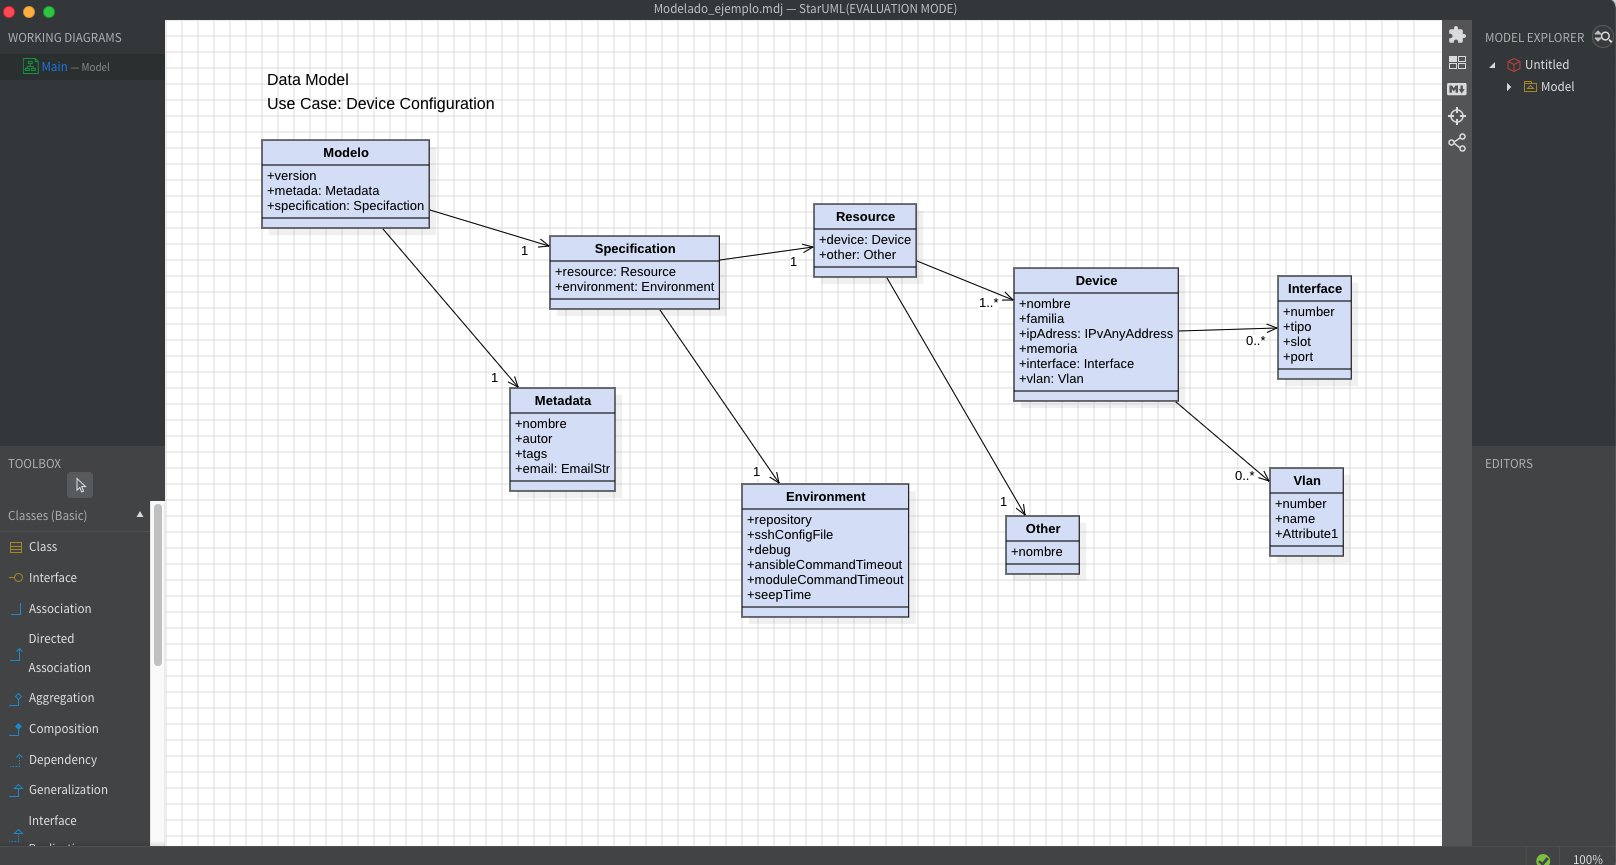 Modelado_ejemplo.mdj — StarUML(EVALUATION MODE)
WORKING DIAGRAMS
Main — Model
TOOLBOX
Classes (Basic)
Class
Interface
Association
Directed
Association
Aggregation
Composition
Dependency
Generalization
Interface
Data Model
Use Case: Device Configuration
Modelo
+version
+metada: Metadata
+specification: Specifaction
1
Specification
+resource: Resource
+environment: Environment
1
Resource
+device: Device
+other: Other
1..*
Device
+nombre
+familia
+ipAdress: IPvAnyAddress
+memoria
+interface: Interface
+vlan: Vlan
0..*
Interface
+number
+tipo
+slot
+port
1
Metadata
+nombre
+autor
+tags
+email: EmailStr
1
Environment
+repository
+sshConfigFile
+debug
+ansibleCommandTimeout
+moduleCommandTimeout
+seepTime
1
Other
+nombre
0..*
Vlan
+number
+name
+Attribute1
M
MODEL EXPLORER
Untitled
Model
EDITORS
100%